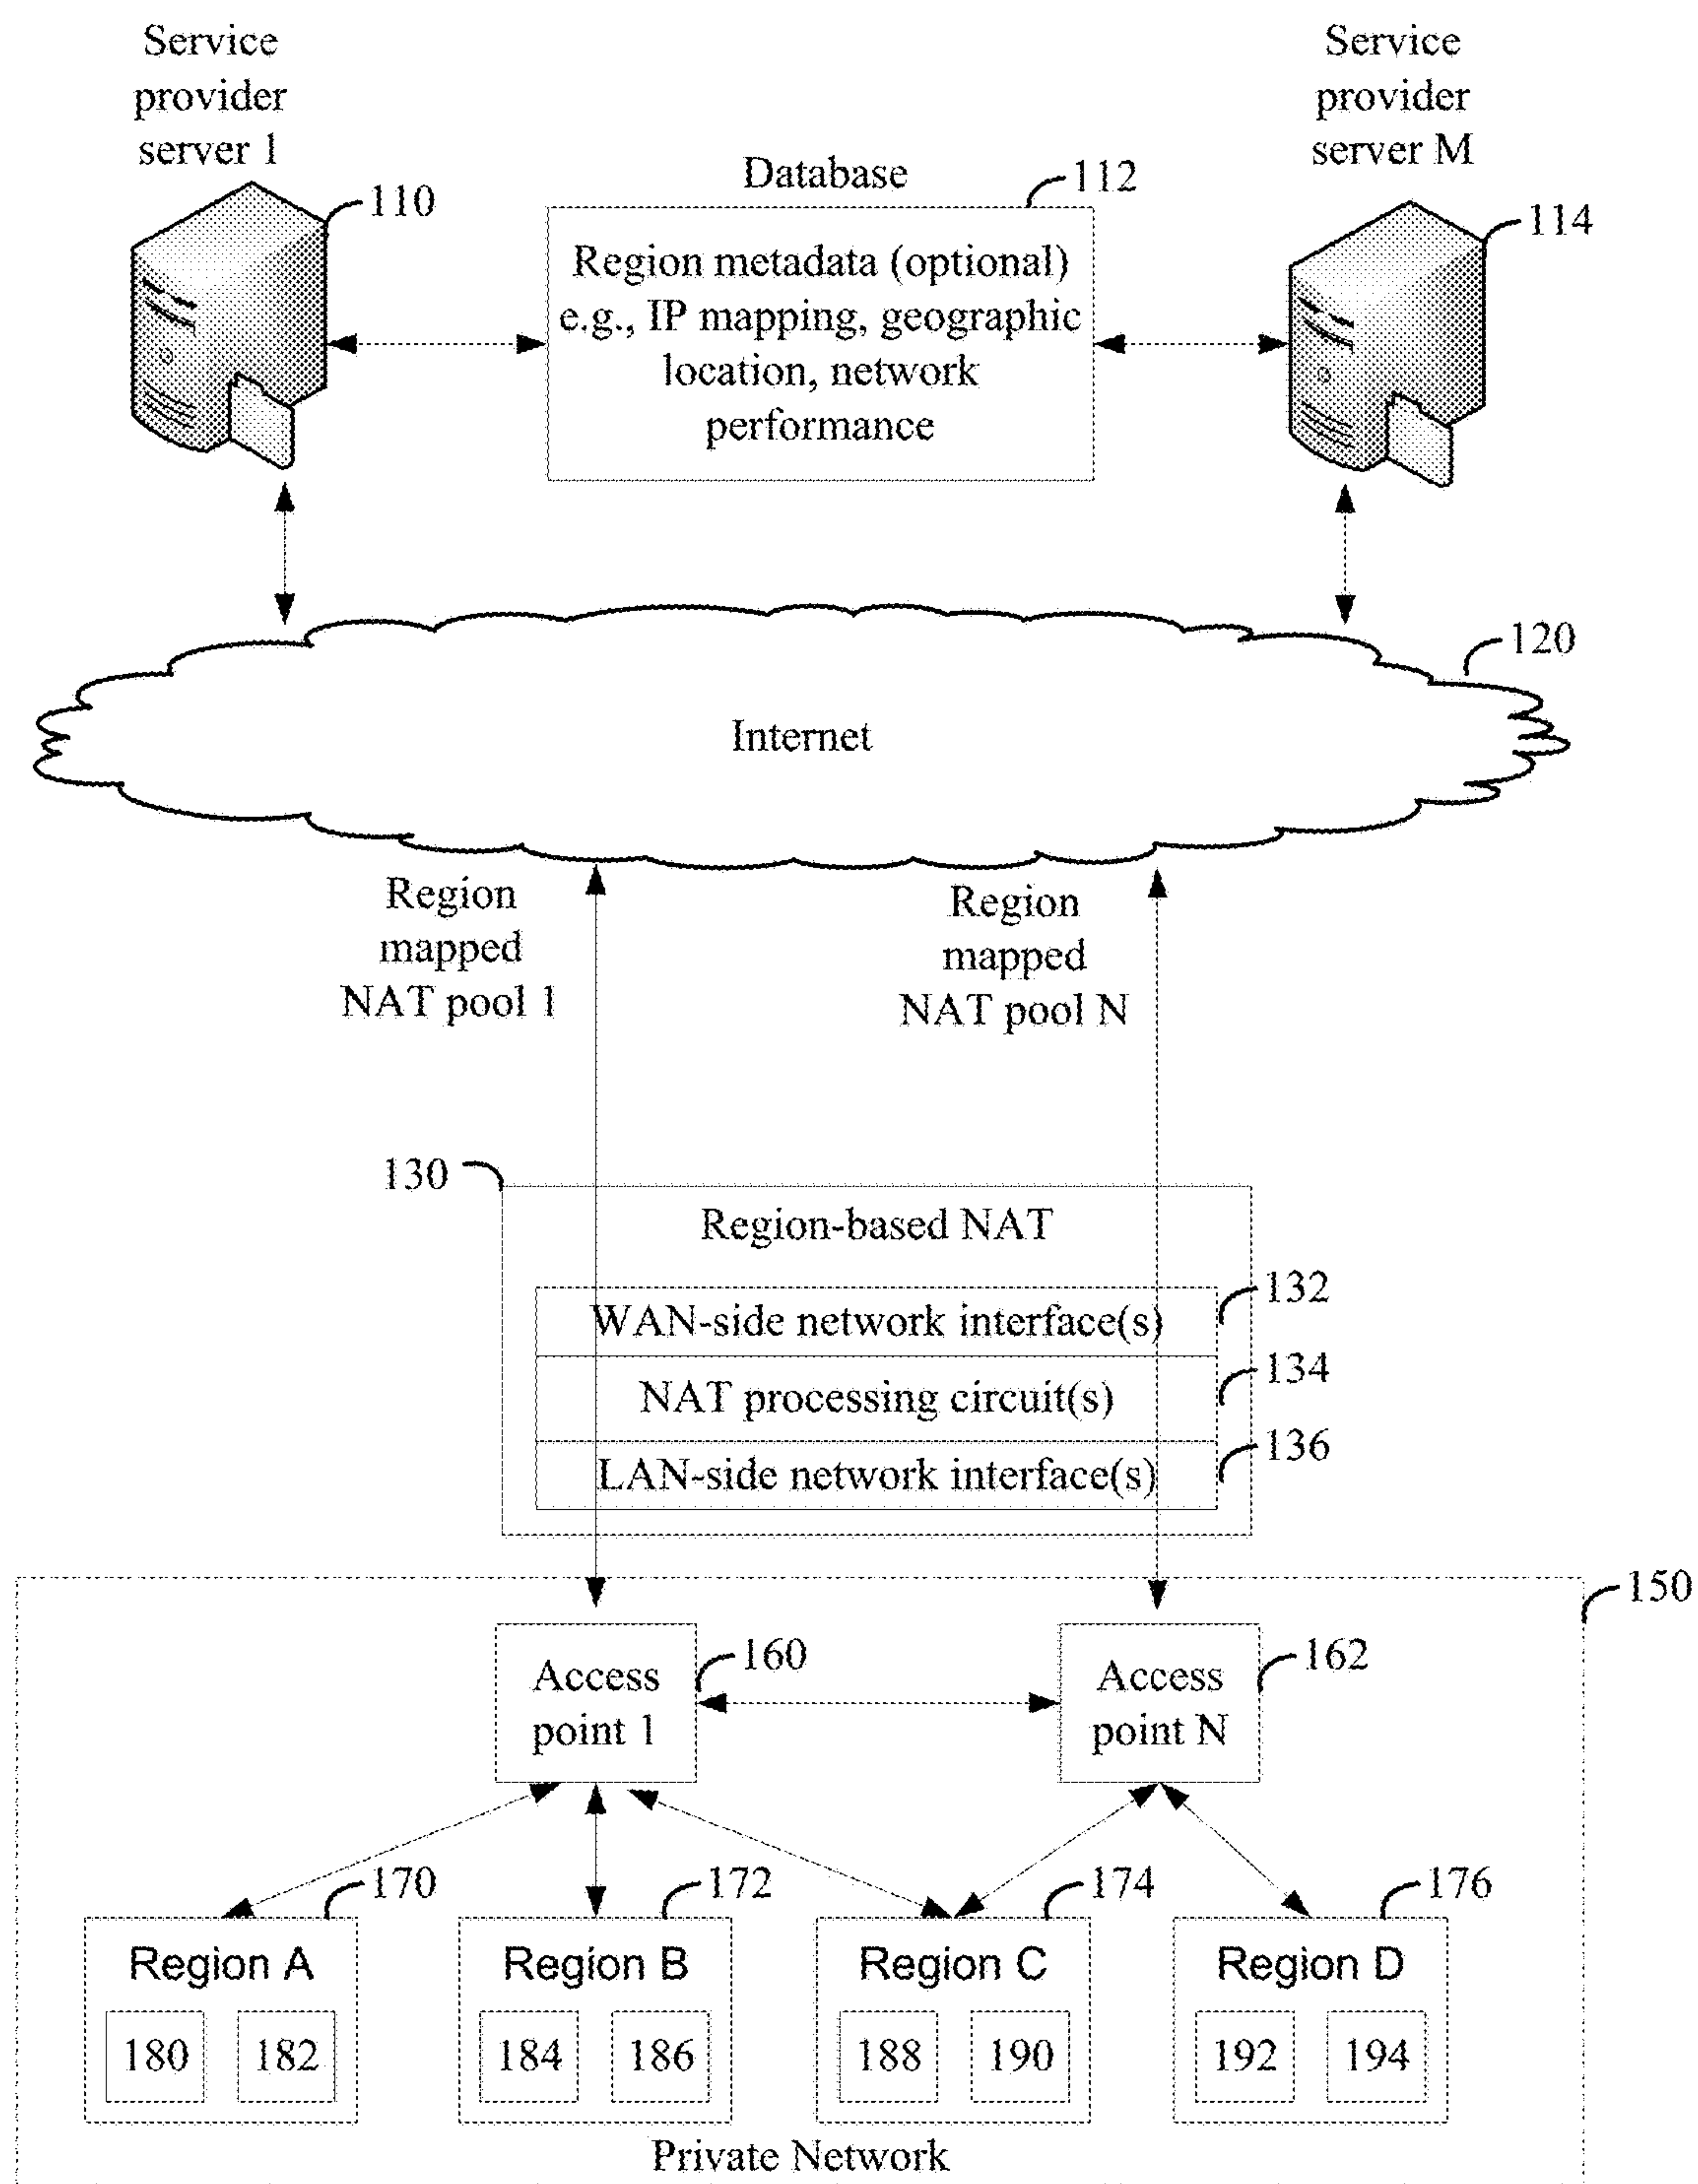 Service
provider
server 1
Service
provider
server M
110
Database
112
114
Region metadata (optional)
e.g., IP mapping, geographic
location, network
performance
120
Internet
Region
mapped
NAT pool 1
Region
mapped
NAT pool N
130
Region-based NAT
132
WAN-side network interface(s)
134
NAT processing circuit(s)
136
LAN-side network interface(s)
150
Access
point 1
160
Access
point N
162
170
172
174
176
Region A
Region B
Region C
Region D
180
182
184
186
188
190
192
194
Private Network